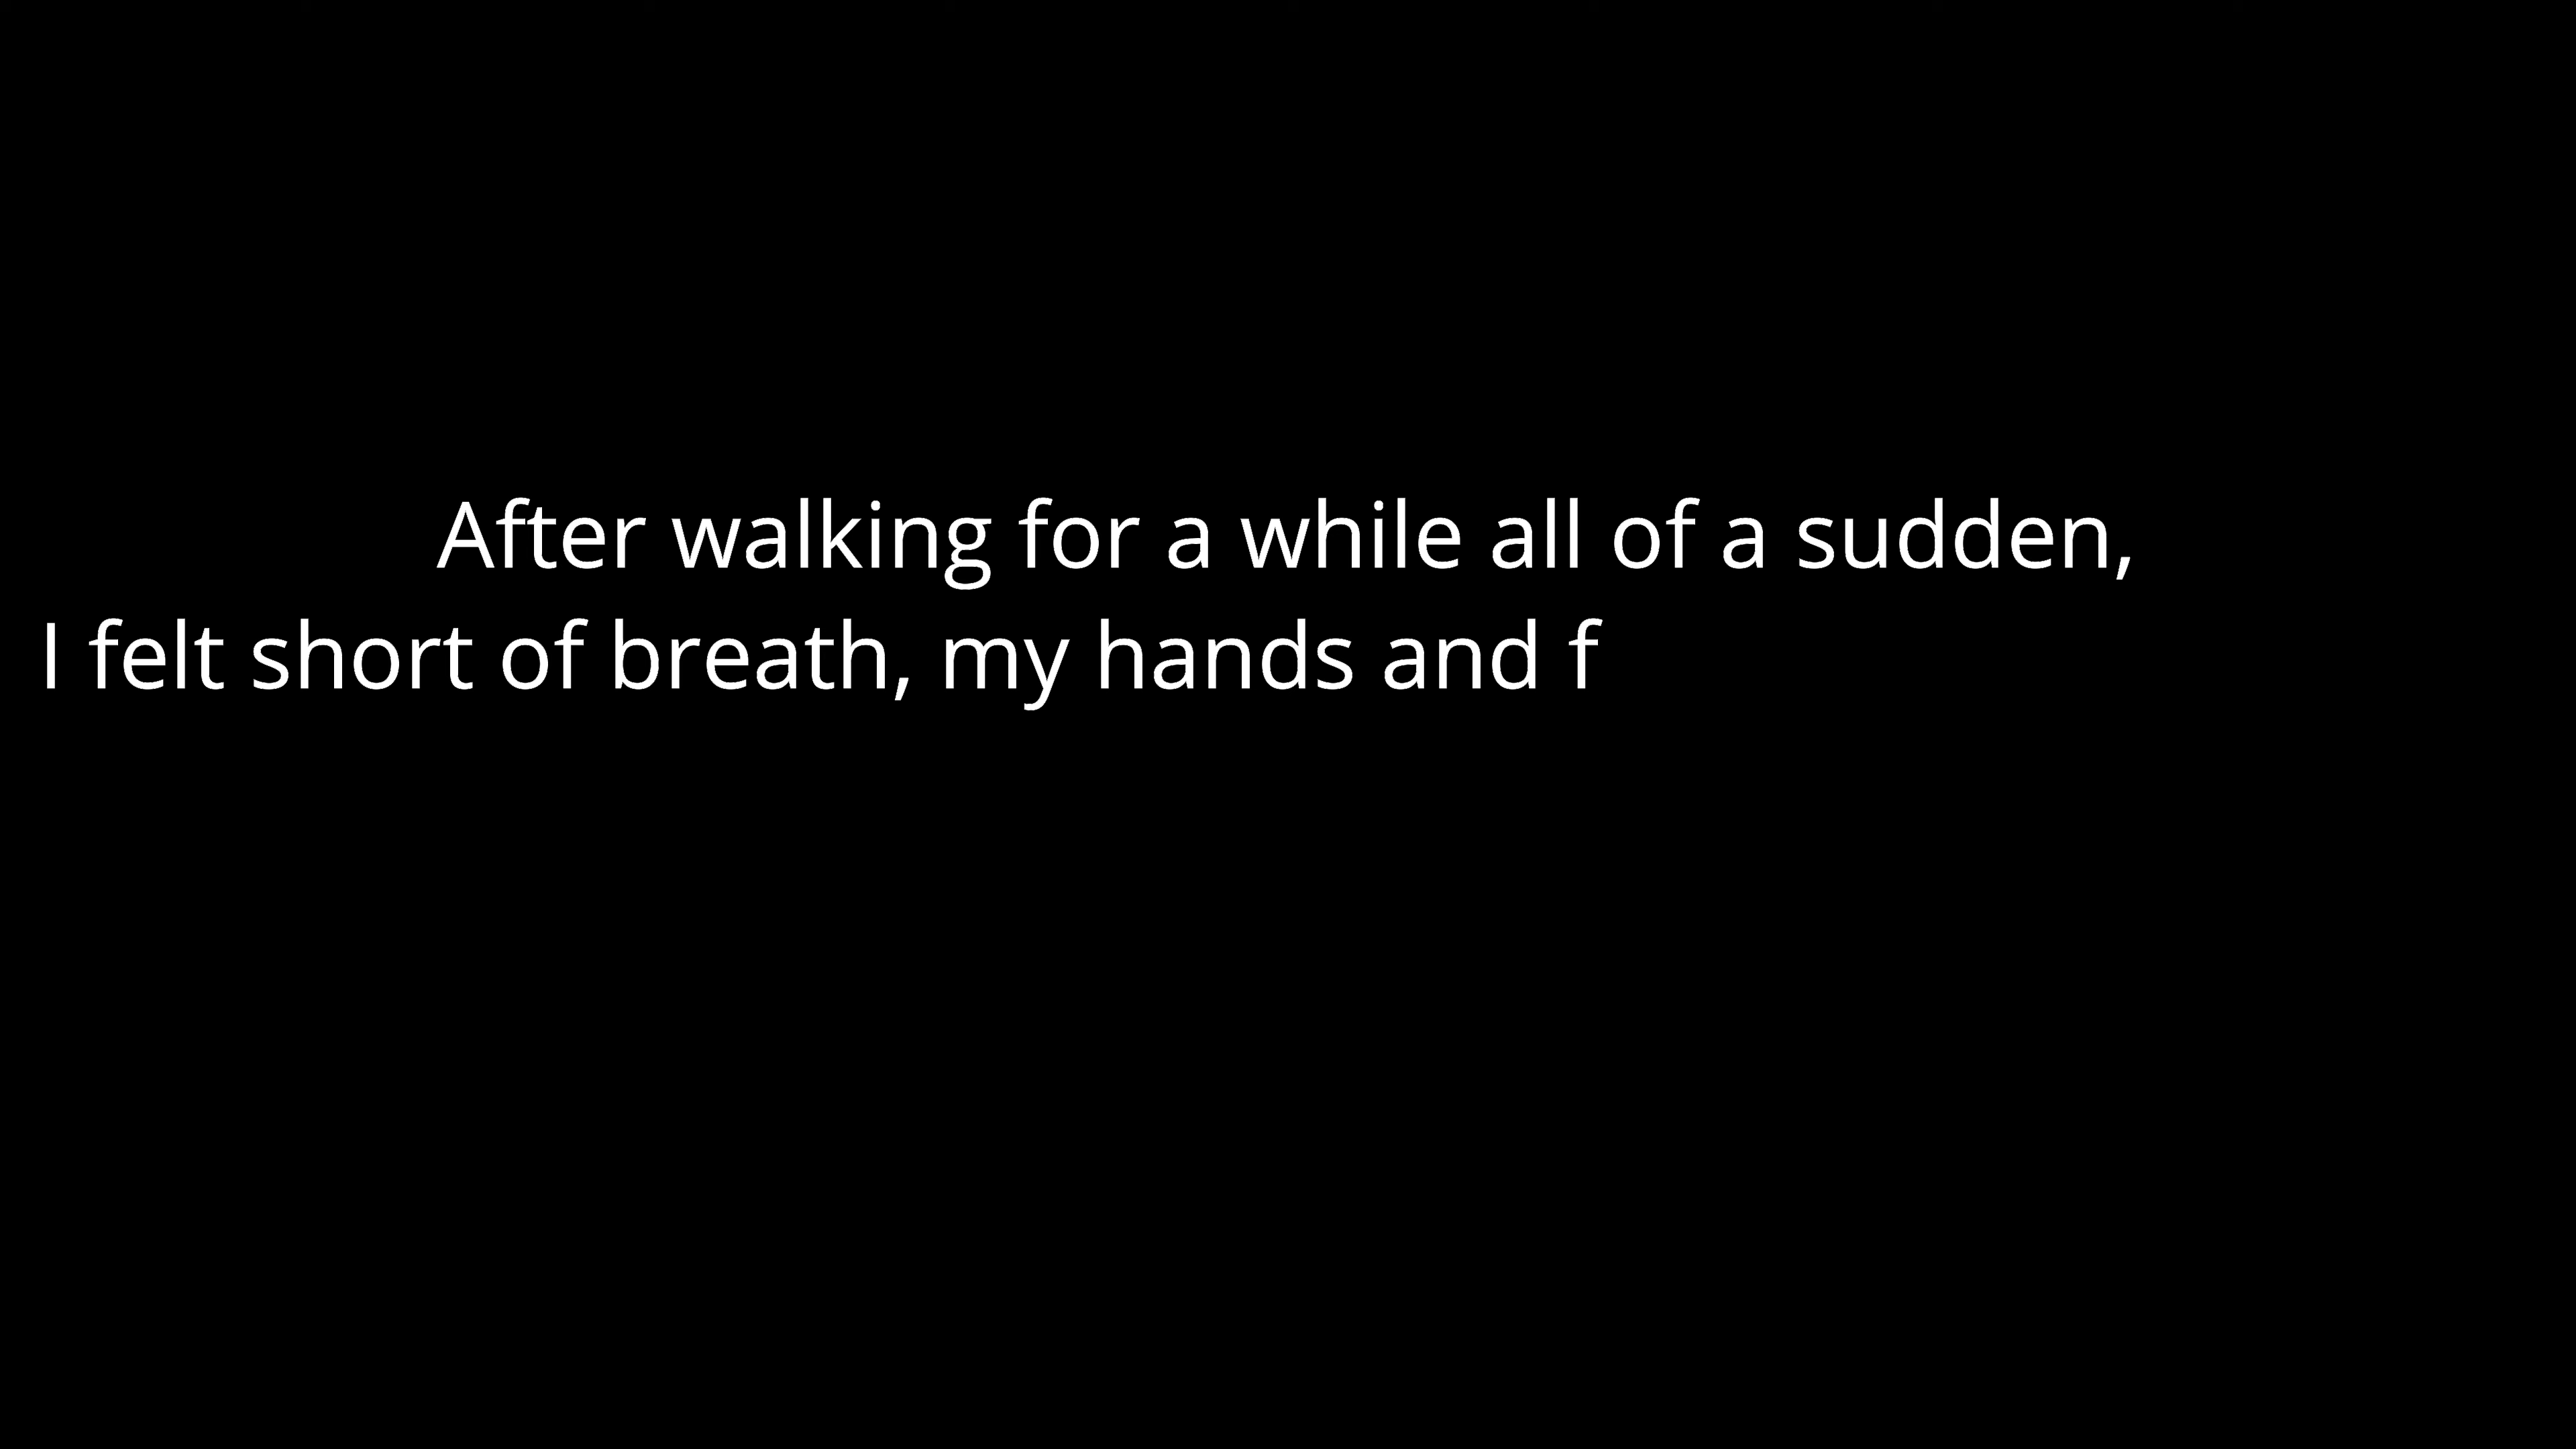 After walking for a while all of a sudden,
I felt short of breath, my hands and f